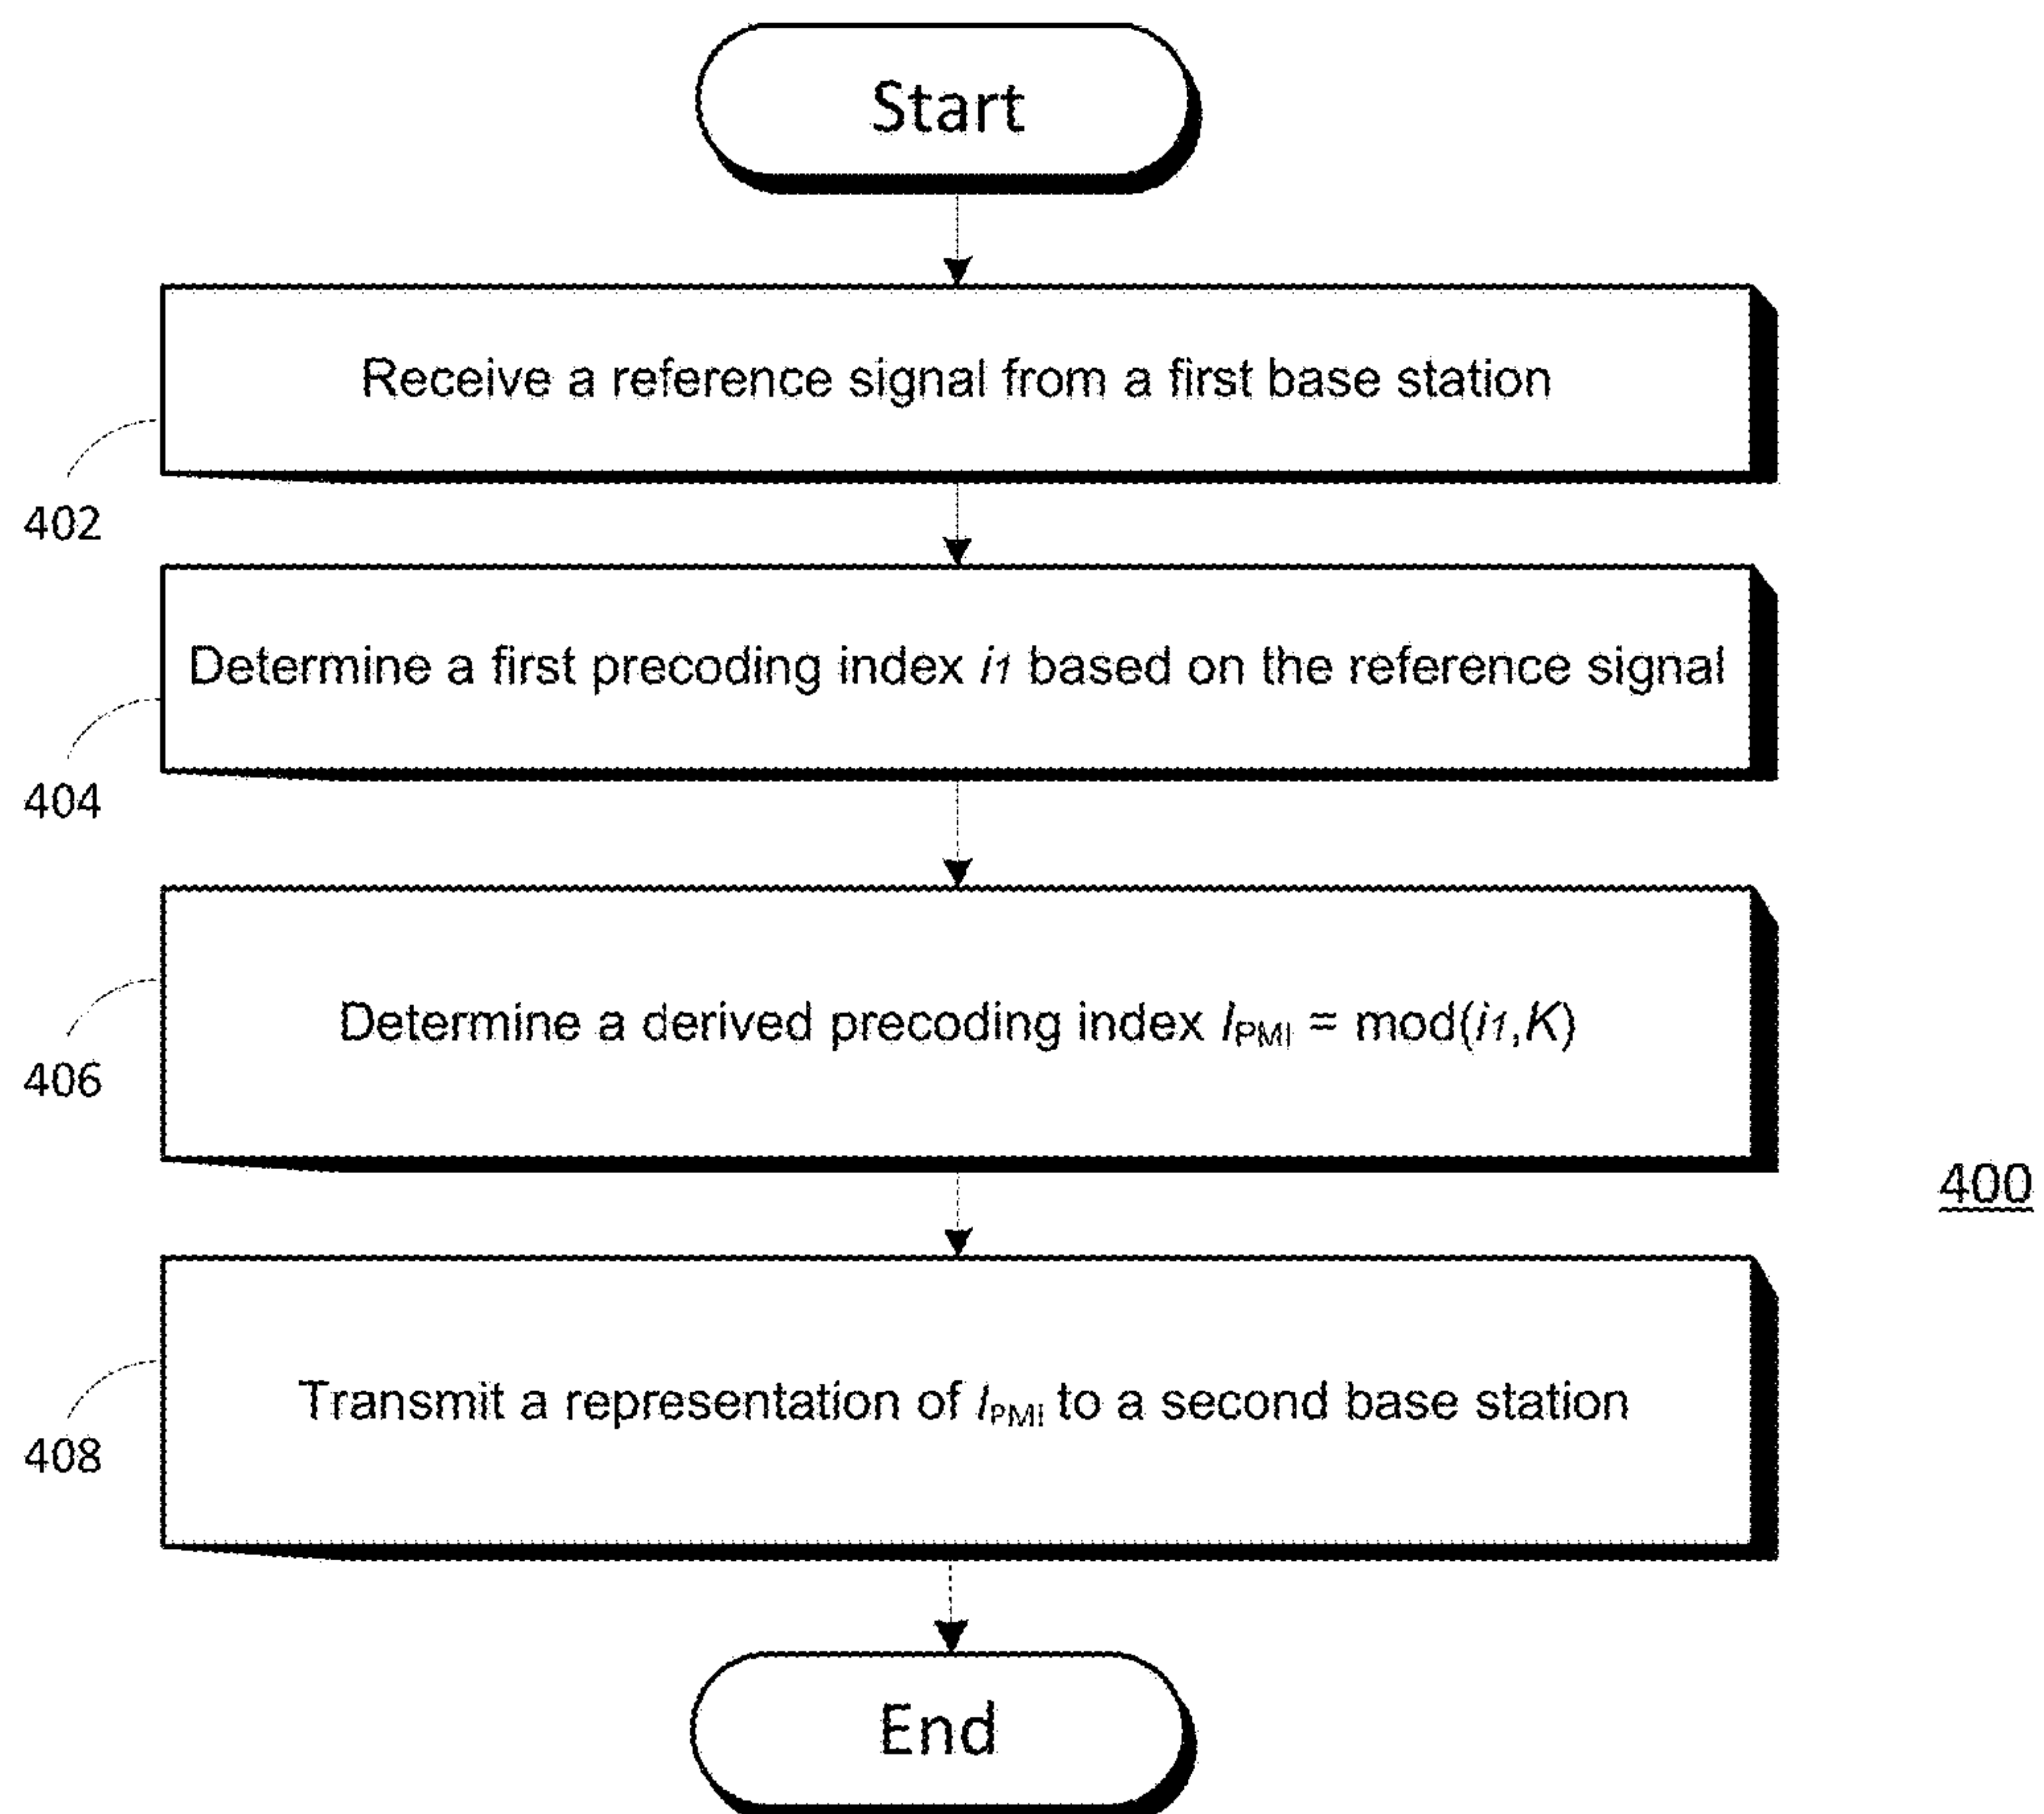 Start
Receive a reference signal from a first base station
402
Determine a first precoding index i1 based on the reference signal
404
Determine a derived precoding index IPMI = mod(i1,K)
406
400
Transmit a representation of IPMI to a second base station
408
End